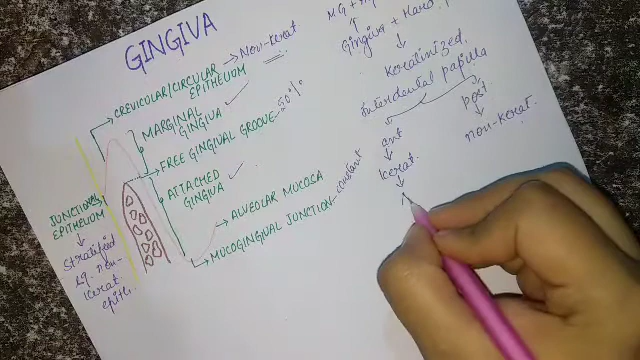 GINGIVA
CREVICULAR/CIRCULAR → Non-kerat
EPITHELIUM
MARGINAL
GINGIVA
FREE GINGIVAL GROOVE - 50%
ATTACHED
GINGIVA
ALVEOLAR MUCOSA
MUCOGINGIVAL JUNCTION - constant
JUNCTIONAL
EPITHELIUM
Stratified
sq. non-
kerat
epith.
MG +
Gingiva + Hard
keratinized
interdental papilla
ant
kerat.
post.
non-kerat.